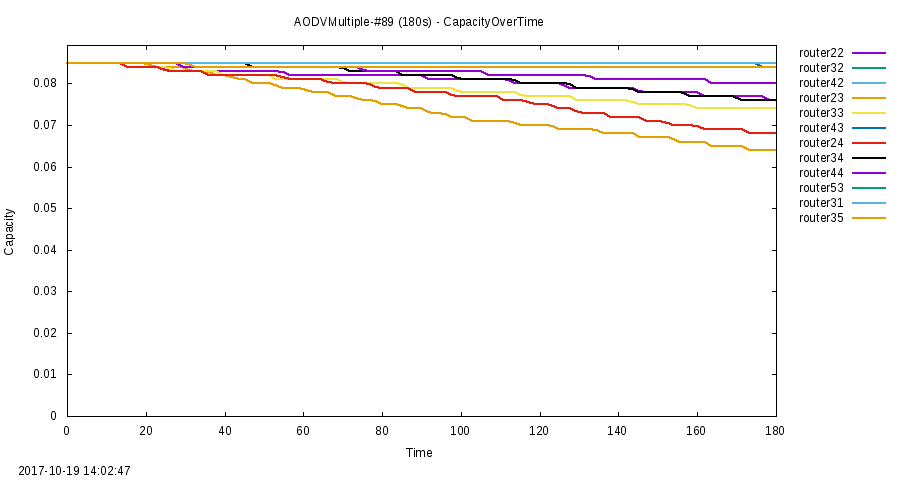 AODVMultiple-#89 (180s) - CapacityOverTime
router22
router32
router42
router23
router33
router43
router24
router34
router44
router53
router31
router35
0.08
0.07
0.06
0.05
0.04
0.03
0.02
0.01
0
Capacity
0 20 40 60 80 100 120 140 160 180
Time
2017-10-19 14:02:47